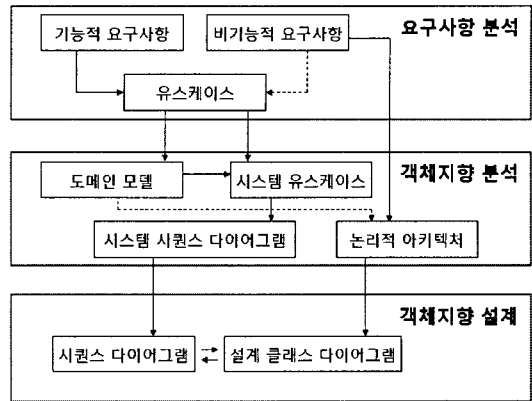 요구사항 분석
기능적 요구사항
비기능적 요구사항
유스케이스
객체지향 분석
도메인 모델
시스템 유스케이스
시스템 시퀀스 다이어그램
논리적 아키텍처
객체지향 설계
시퀀스 다이어그램
설계 클래스 다이어그램